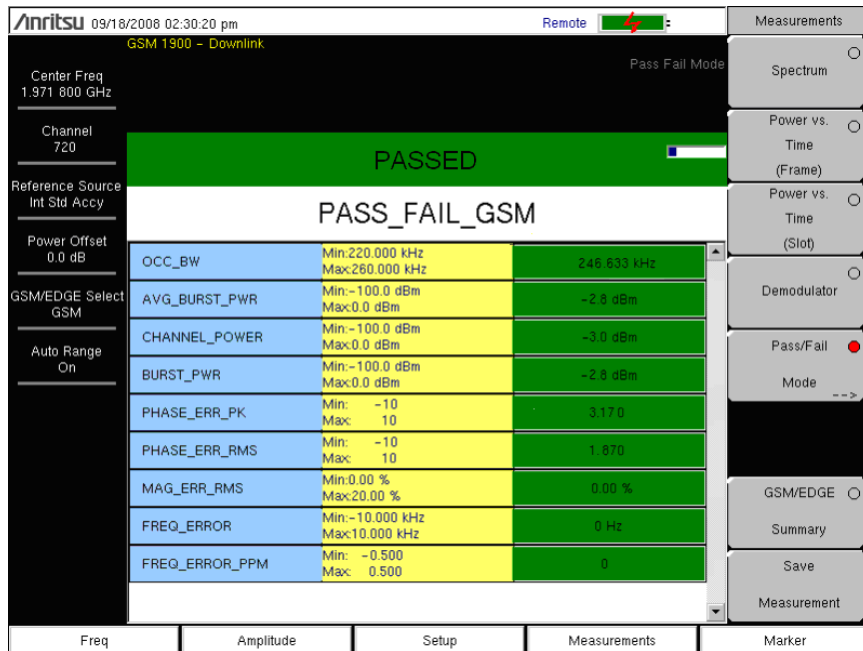 Anritsu 09/18/2008 02:30:20 pm
Remote
Measurements
GSM 1900 - Downlink
Pass Fail Mode
Center Freq
1.971 800 GHz
Channel
720
Reference Source
Int Std Accy
Power Offset
0.0 dB
GSM/EDGE Select
GSM
Auto Range
On
PASSED
PASS_FAIL_GSM
OCC_BW
Min:220.000 kHz
Max:260.000 kHz
246.633 kHz
AVG_BURST_PWR
Min:-100.0 dBm
Max:0.0 dBm
-2.8 dBm
CHANNEL_POWER
Min:-100.0 dBm
Max:0.0 dBm
-3.0 dBm
BURST_PWR
Min:-100.0 dBm
Max:0.0 dBm
-2.8 dBm
PHASE_ERR_PK
Min: -10
Max: 10
3.170
PHASE_ERR_RMS
Min: -10
Max: 10
1.870
MAG_ERR_RMS
Min:0.00 %
Max:20.00 %
0.00 %
FREQ_ERROR
Min:-10.000 kHz
Max:10.000 kHz
0 Hz
FREQ_ERROR_PPM
Min: -0.500
Max: 0.500
0
Spectrum
Power vs.
Time
(Frame)
Power vs.
Time
(Slot)
Demodulator
Pass/Fail
Mode
-->
GSM/EDGE
Summary
Save
Measurement
Freq
Amplitude
Setup
Measurements
Marker